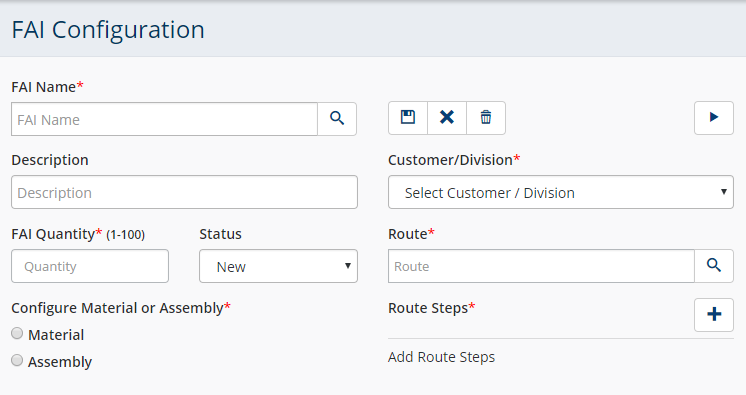 FAI Configuration
FAI Name*
FAI Name
Description
Customer/Division*
Description
Select Customer / Division
FAI Quantity* (1-100)
Status
Route*
Quantity
New
Route
Configure Material or Assembly*
Route Steps*
Material
Assembly
Add Route Steps